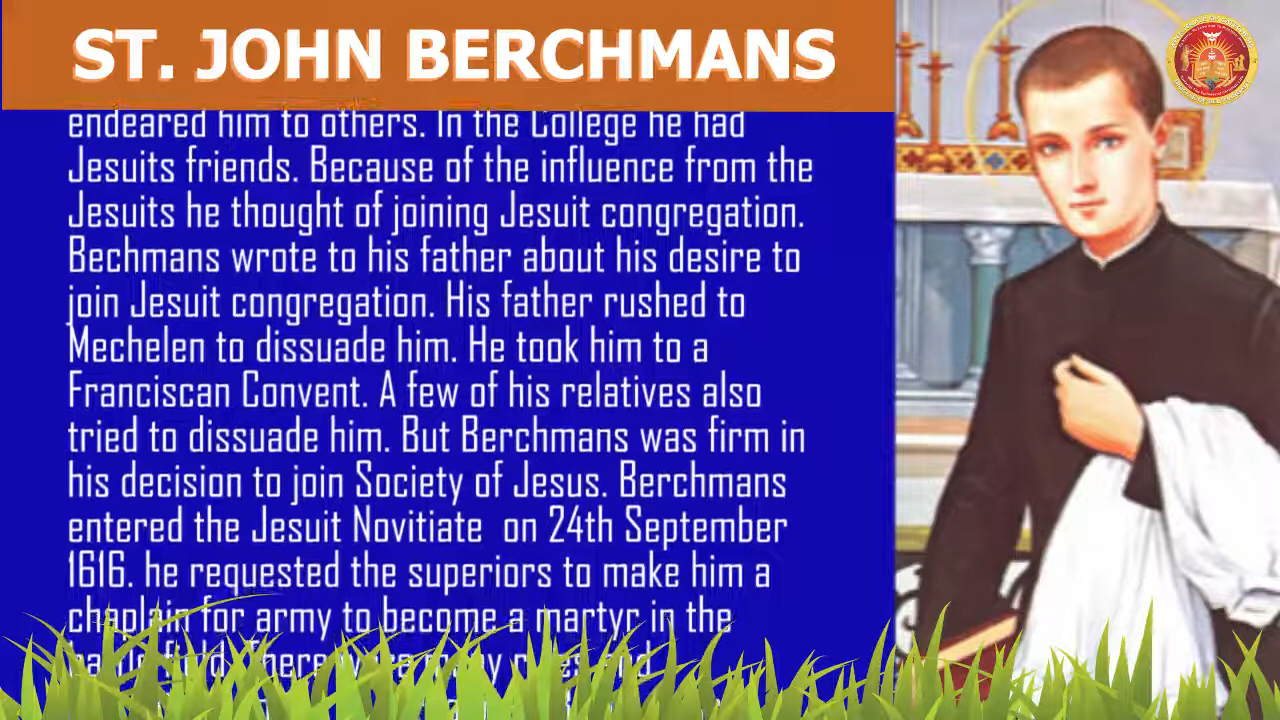 ST. JOHN BERCHMANS
endeared him to others. In the College he had
Jesuits friends. Because of the influence from the
Jesuits he thought of joining Jesuit congregation.
Bechmans wrote to his father about his desire to
join Jesuit congregation. His father rushed to
Mechelen to dissuade him. He took him to a
Franciscan Convent. A few of his relatives also
tried to dissuade him. But Berchmans was firm in
his decision to join Society of Jesus. Berchmans
entered the Jesuit Novitiate on 24th September
1616. he requested the superiors to make him a
chaplain for army to become a martyr in the